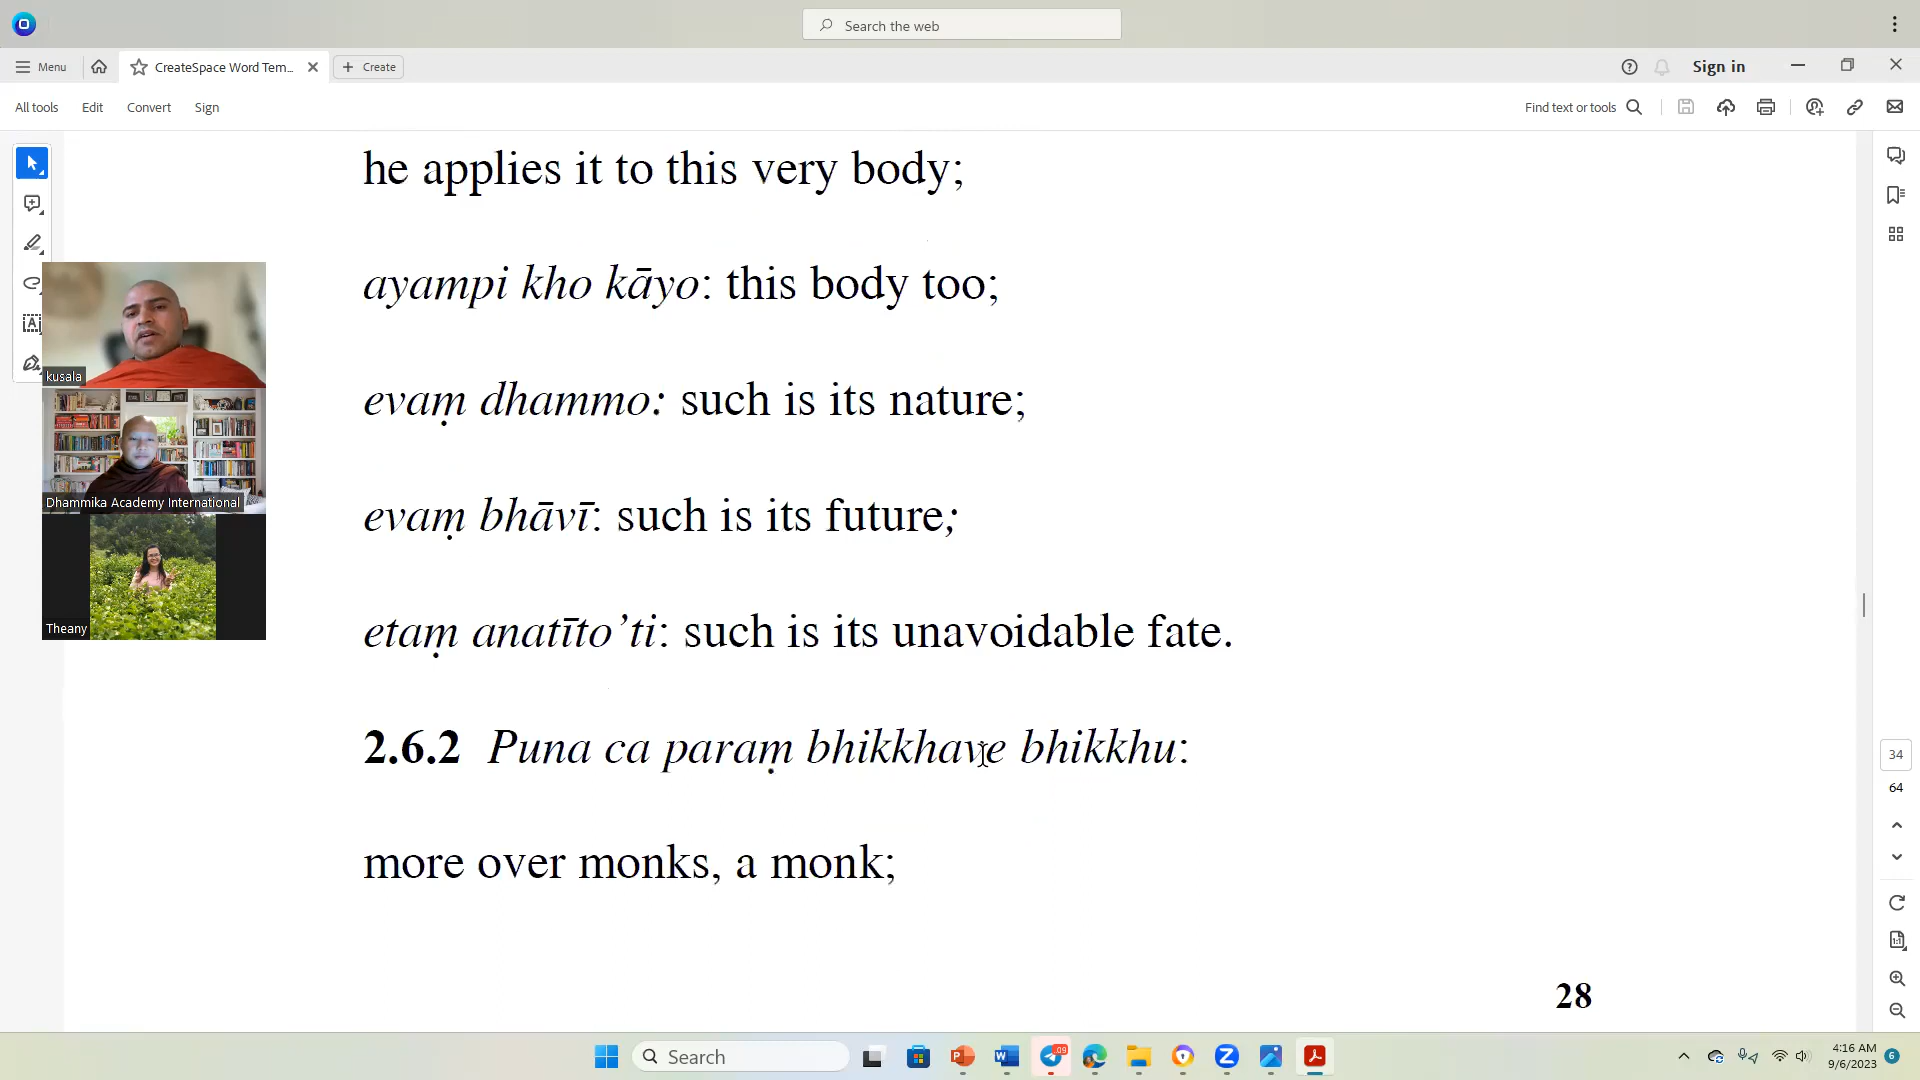 Search the web
Menu
CreateSpace Word Tem...
Create
Sign in
All tools
Edit
Convert
Sign
Find text or tools
he applies it to this very body;
ayampi kho kāyo: this body too;
evaṃ dhammo: such is its nature;
evaṃ bhāvī: such is its future;
etaṃ anatīto’ti: such is its unavoidable fate.
2.6.2 Puna ca paraṃ bhikkhave bhikkhu:
more over monks, a monk;
28
kusala
Dhammika Academy International
Theany
34
64
Search
4:16 AM
9/6/2023
6